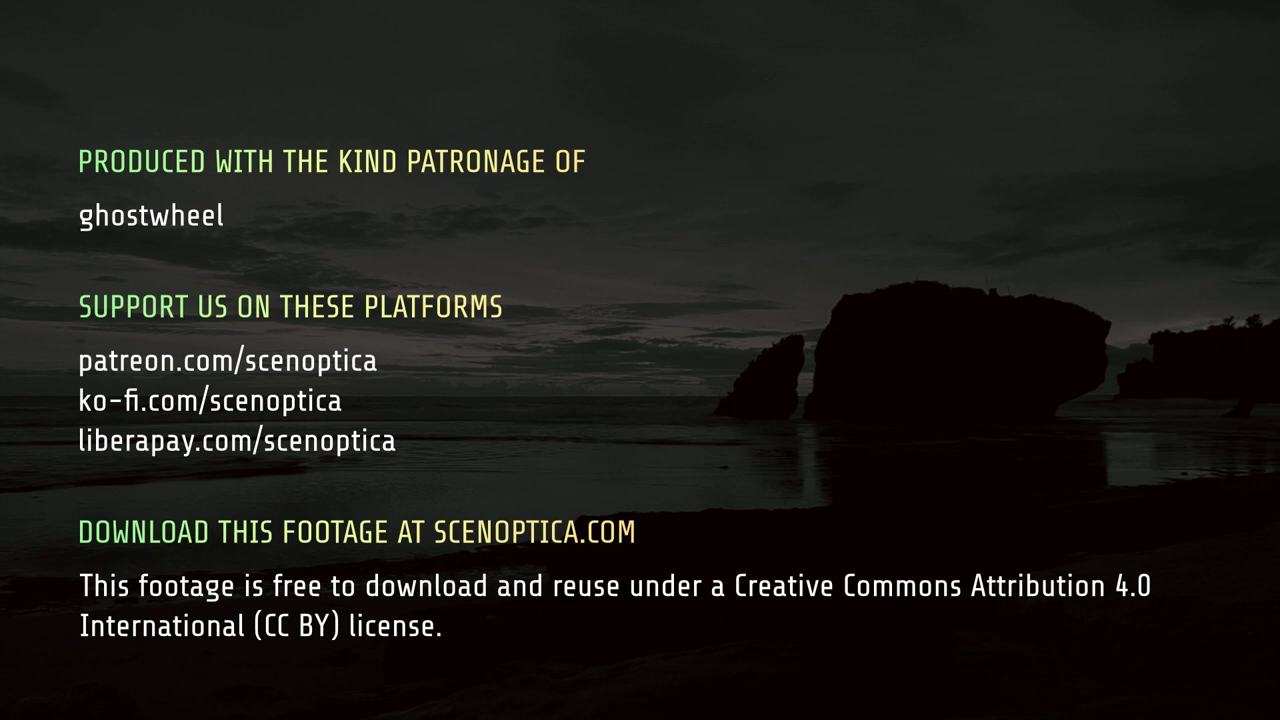 PRODUCED WITH THE KIND PATRONAGE OF
ghostwheel
SUPPORT US ON THESE PLATFORMS
patreon.com/scenoptica
ko-fi.com/scenoptica
liberapay.com/scenoptica
DOWNLOAD THIS FOOTAGE AT SCENOPTICA.COM
This footage is free to download and reuse under a Creative Commons Attribution 4.0
International (CC BY) license.